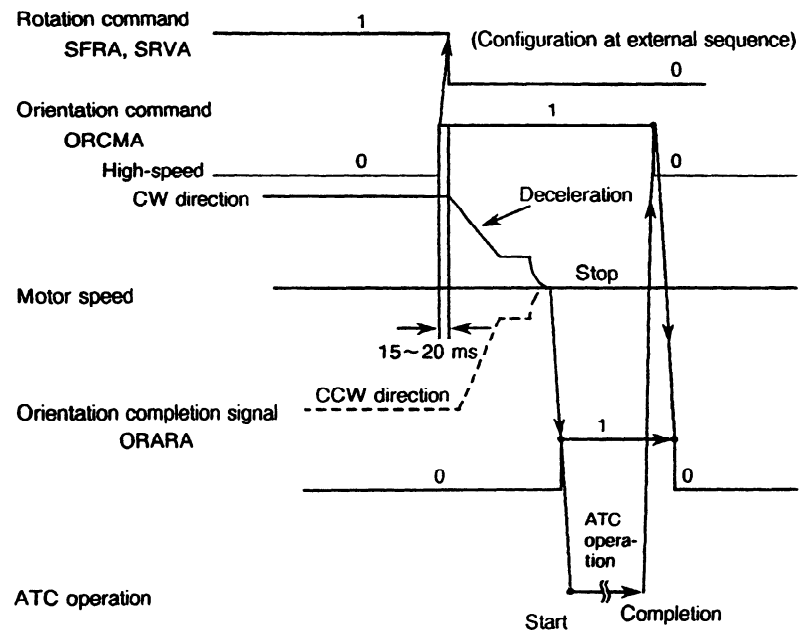 Rotation command
SFRA, SRVA
1
(Configuration at external sequence)
0
Orientation command
ORCMA
1
High-speed
0
0
CW direction
Deceleration
Stop
Motor speed
15~20 ms
CCW direction
Orientation completion signal
ORARA
1
0
0
ATC
opera-
tion
ATC operation
Start
Completion